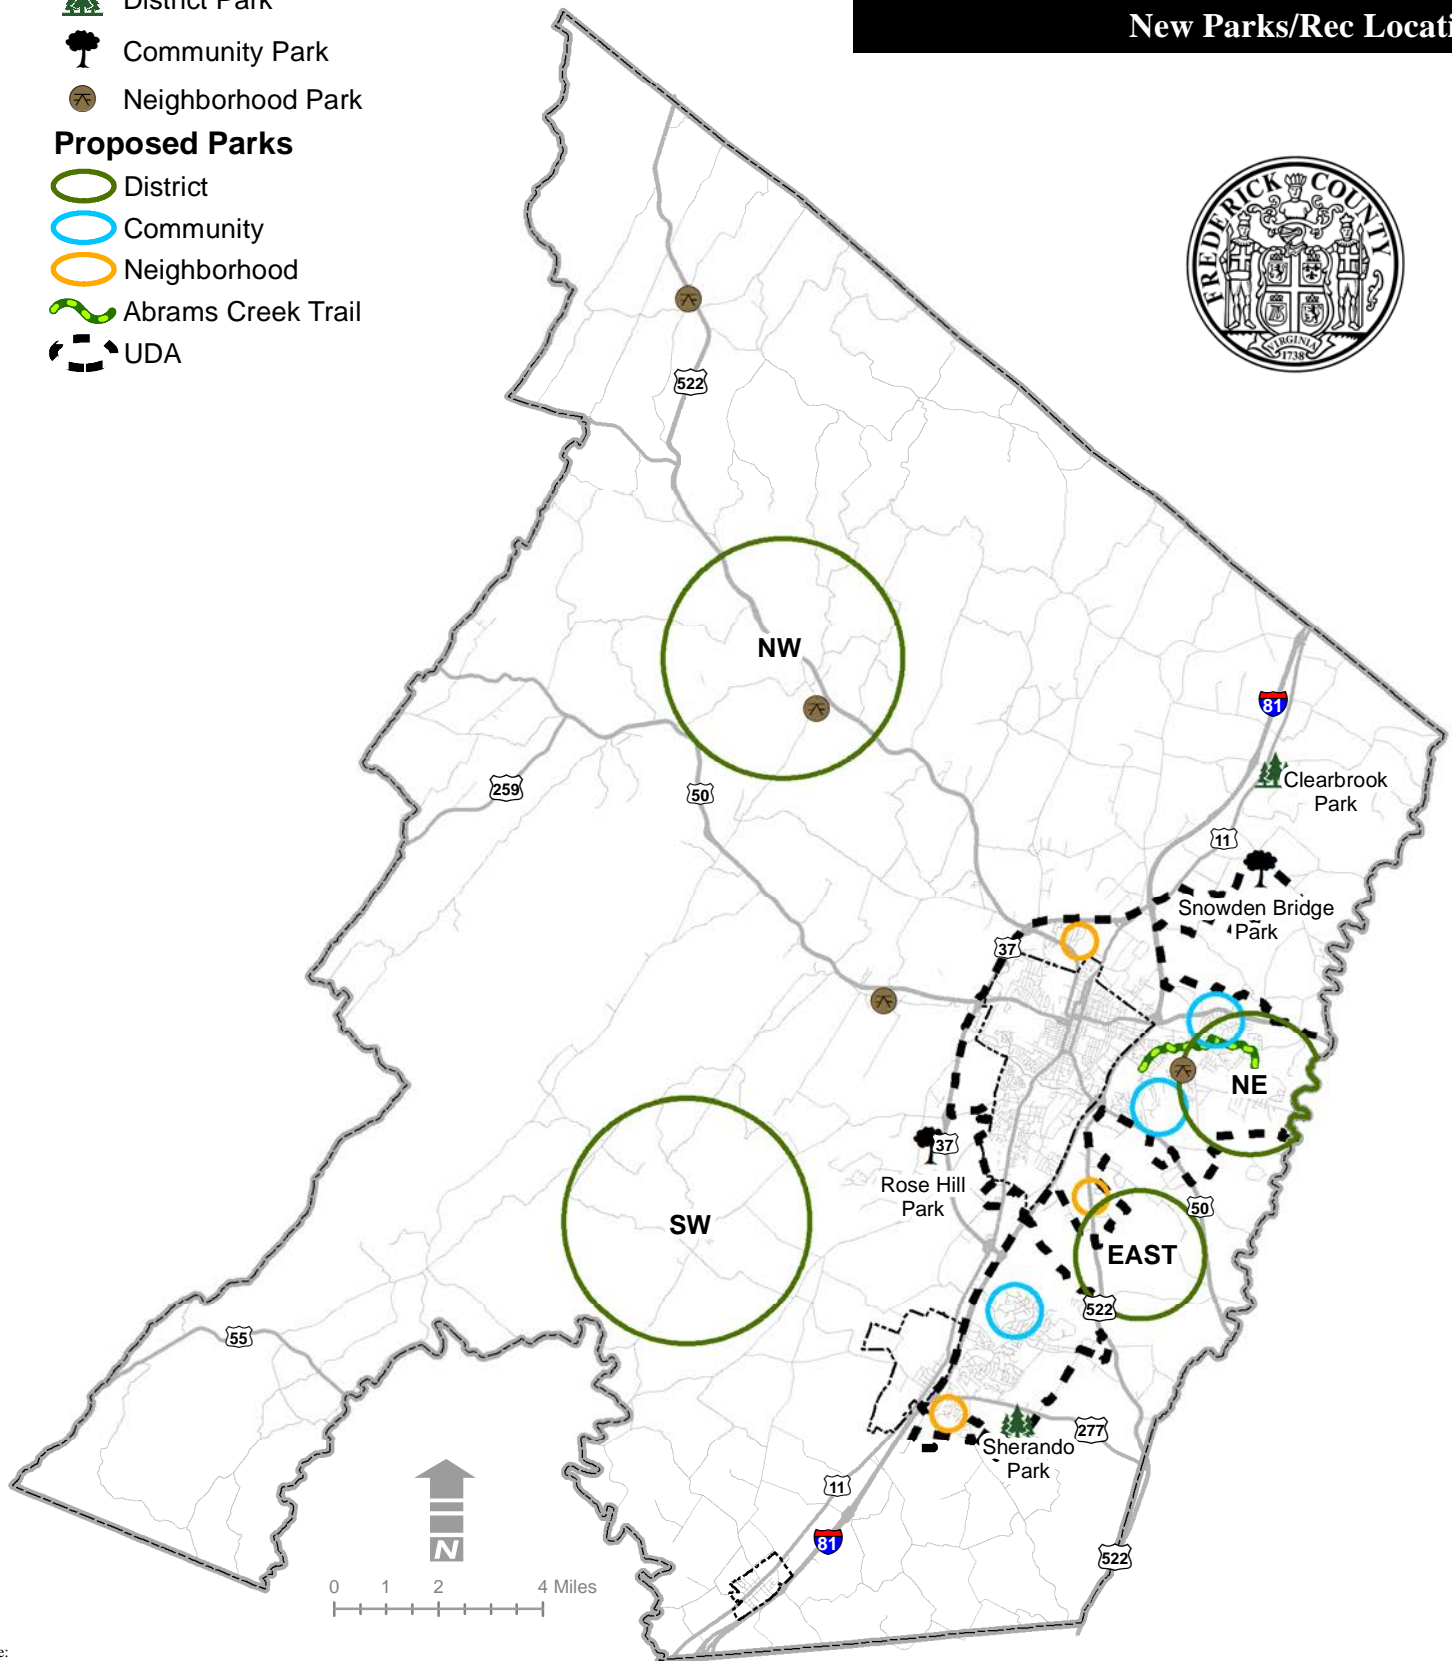 District Park
New Parks/Rec Locati
Community Park
Neighborhood Park
Proposed Parks
District
Community
Neighborhood
Abrams Creek Trail
UDA
FREDERICK COUNTY
VIRGINIA
1738
522
NW
81
259
50
Clearbrook
Park
11
Snowden Bridge
Park
37
NE
37
Rose Hill
Park
50
SW
EAST
522
55
277
Sherando
Park
11
81
522
N
0 1 2 4 Miles
e: